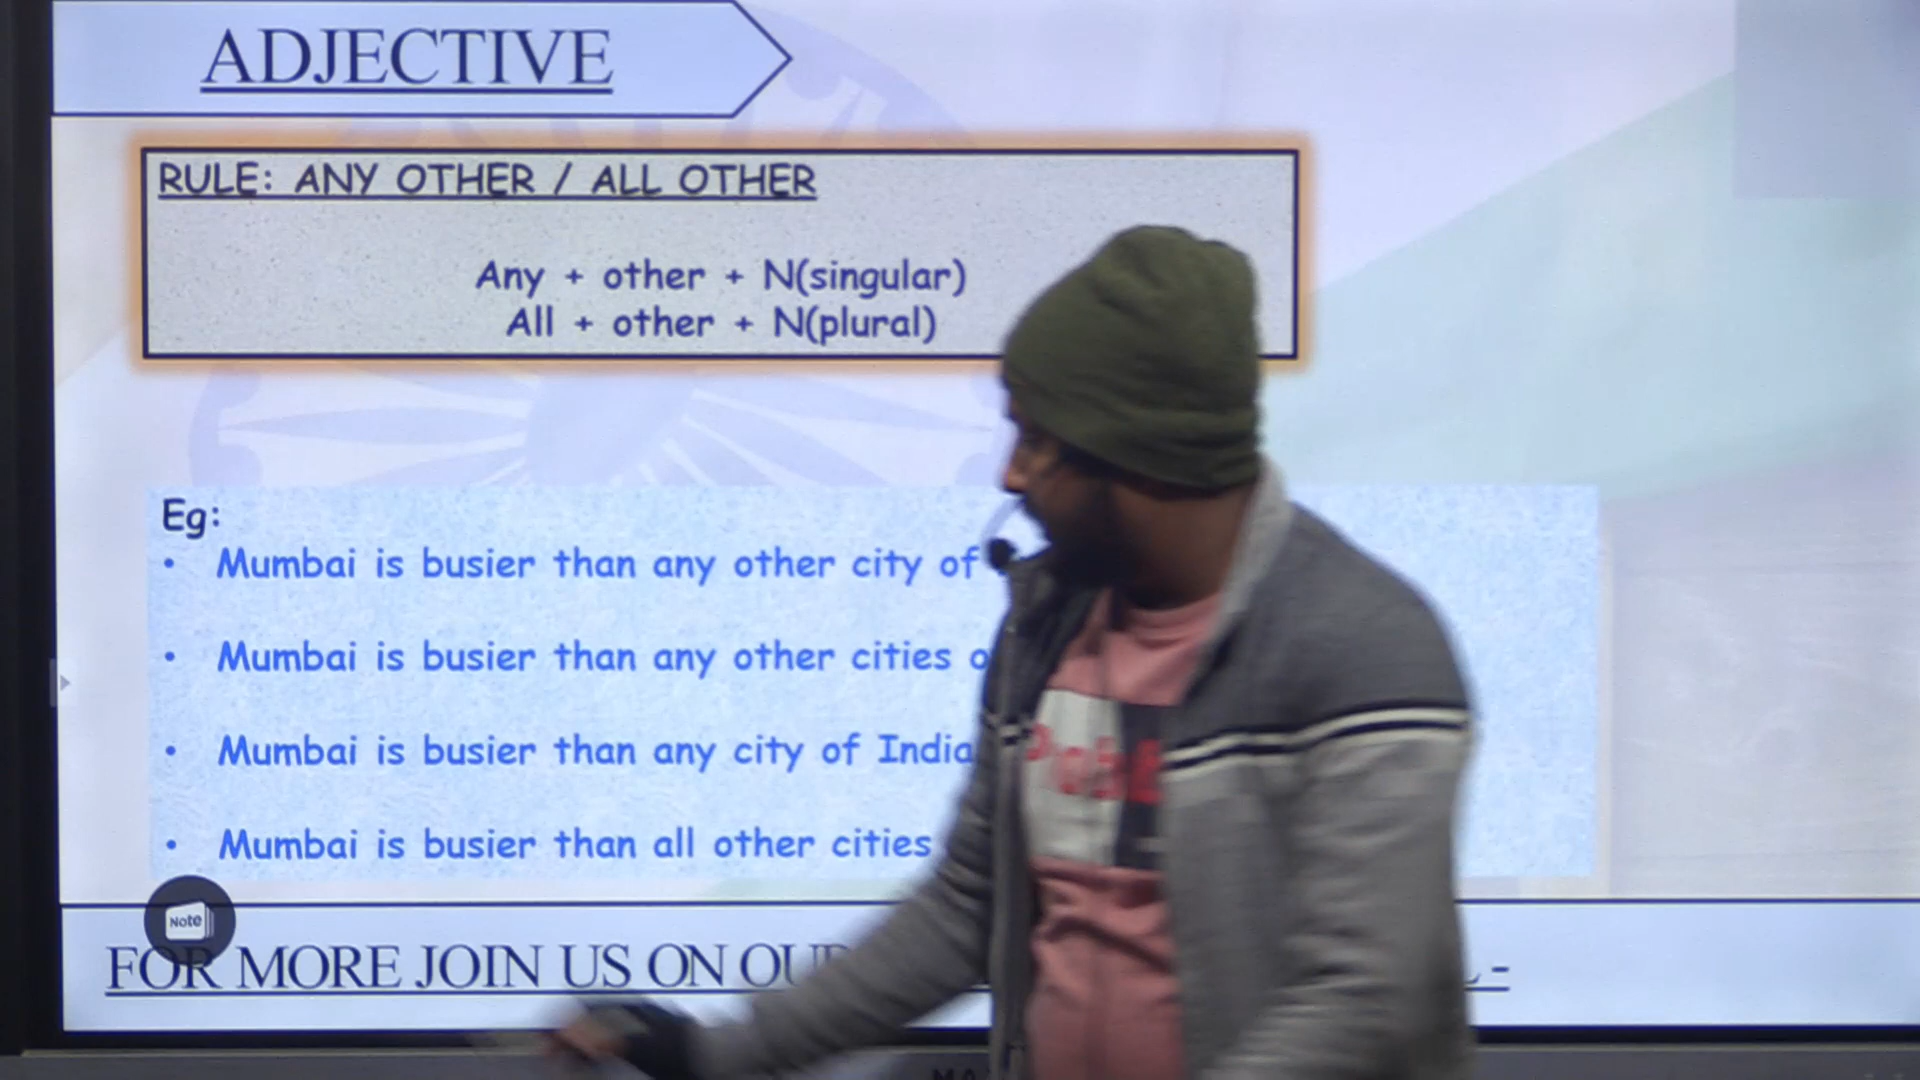 ADJECTIVE
RULE: ANY OTHER / ALL OTHER
Any + other + N(singular)
All + other + N(plural)
Eg:
• Mumbai is busier than any other city of
• Mumbai is busier than any other cities
• Mumbai is busier than any city of India
• Mumbai is busier than all other cities
Note
FOR MORE JOIN US ON